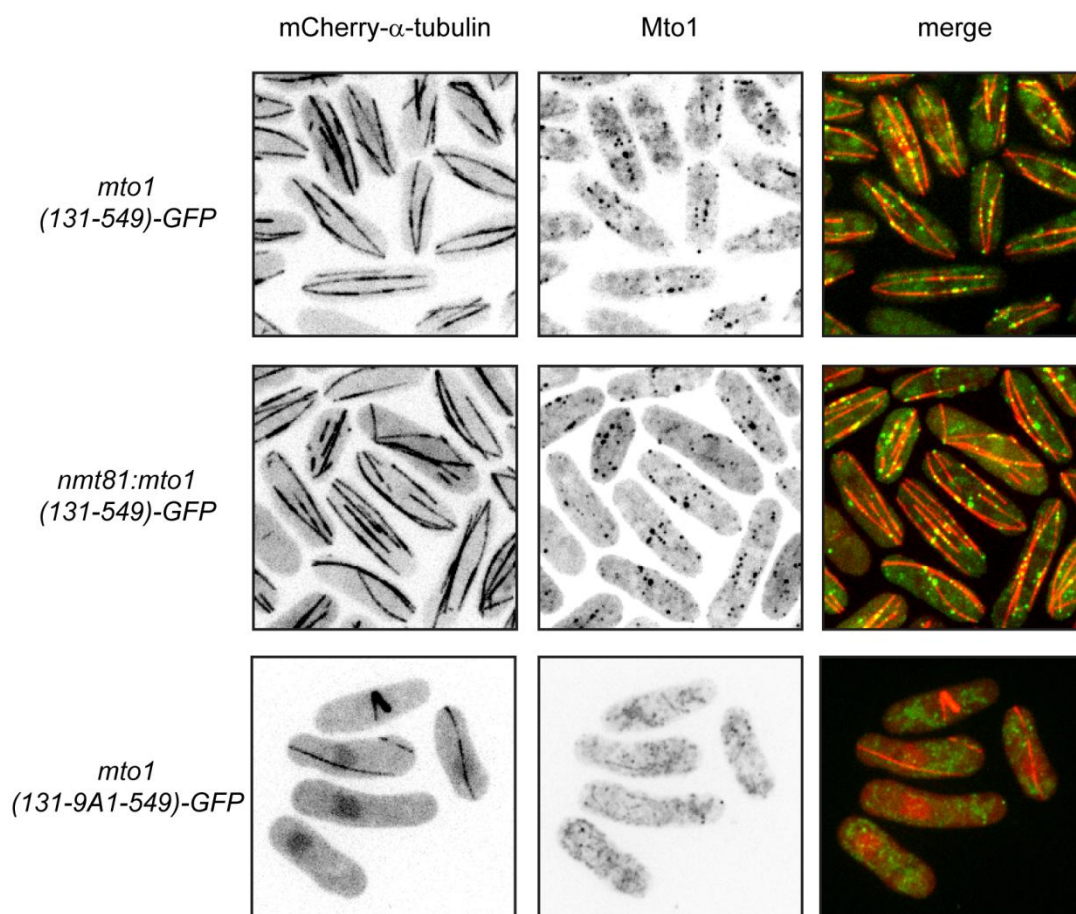 mCherry-α-tubulin Mto1 merge
mto1
(131-549)-GFP
nmt81:mto1
(131-549)-GFP
mto1
(131-9A1-549)-GFP